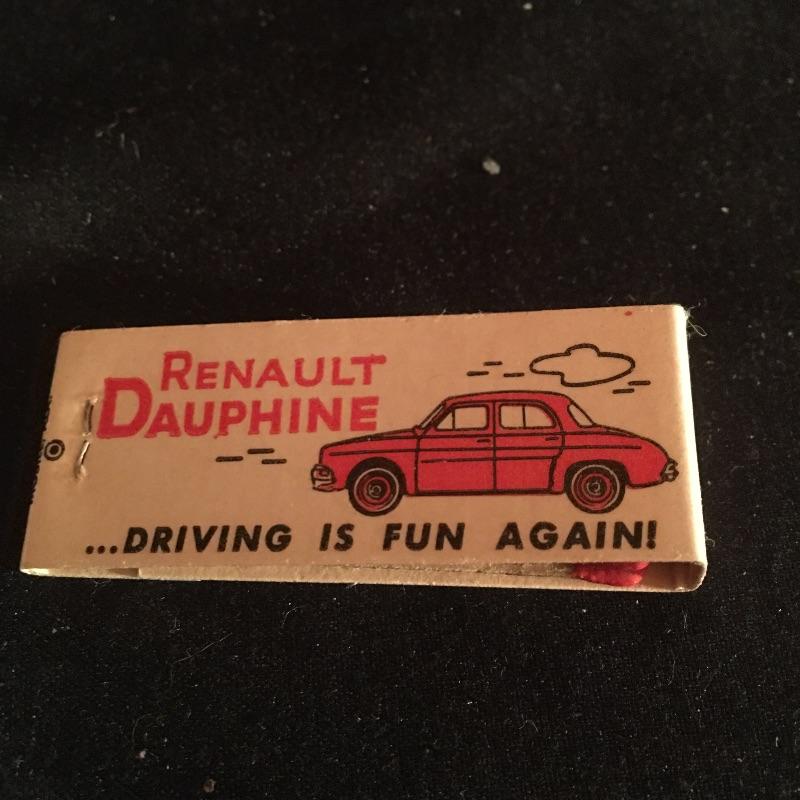 RENAULT
DAUPHINE
...DRIVING IS FUN AGAIN!